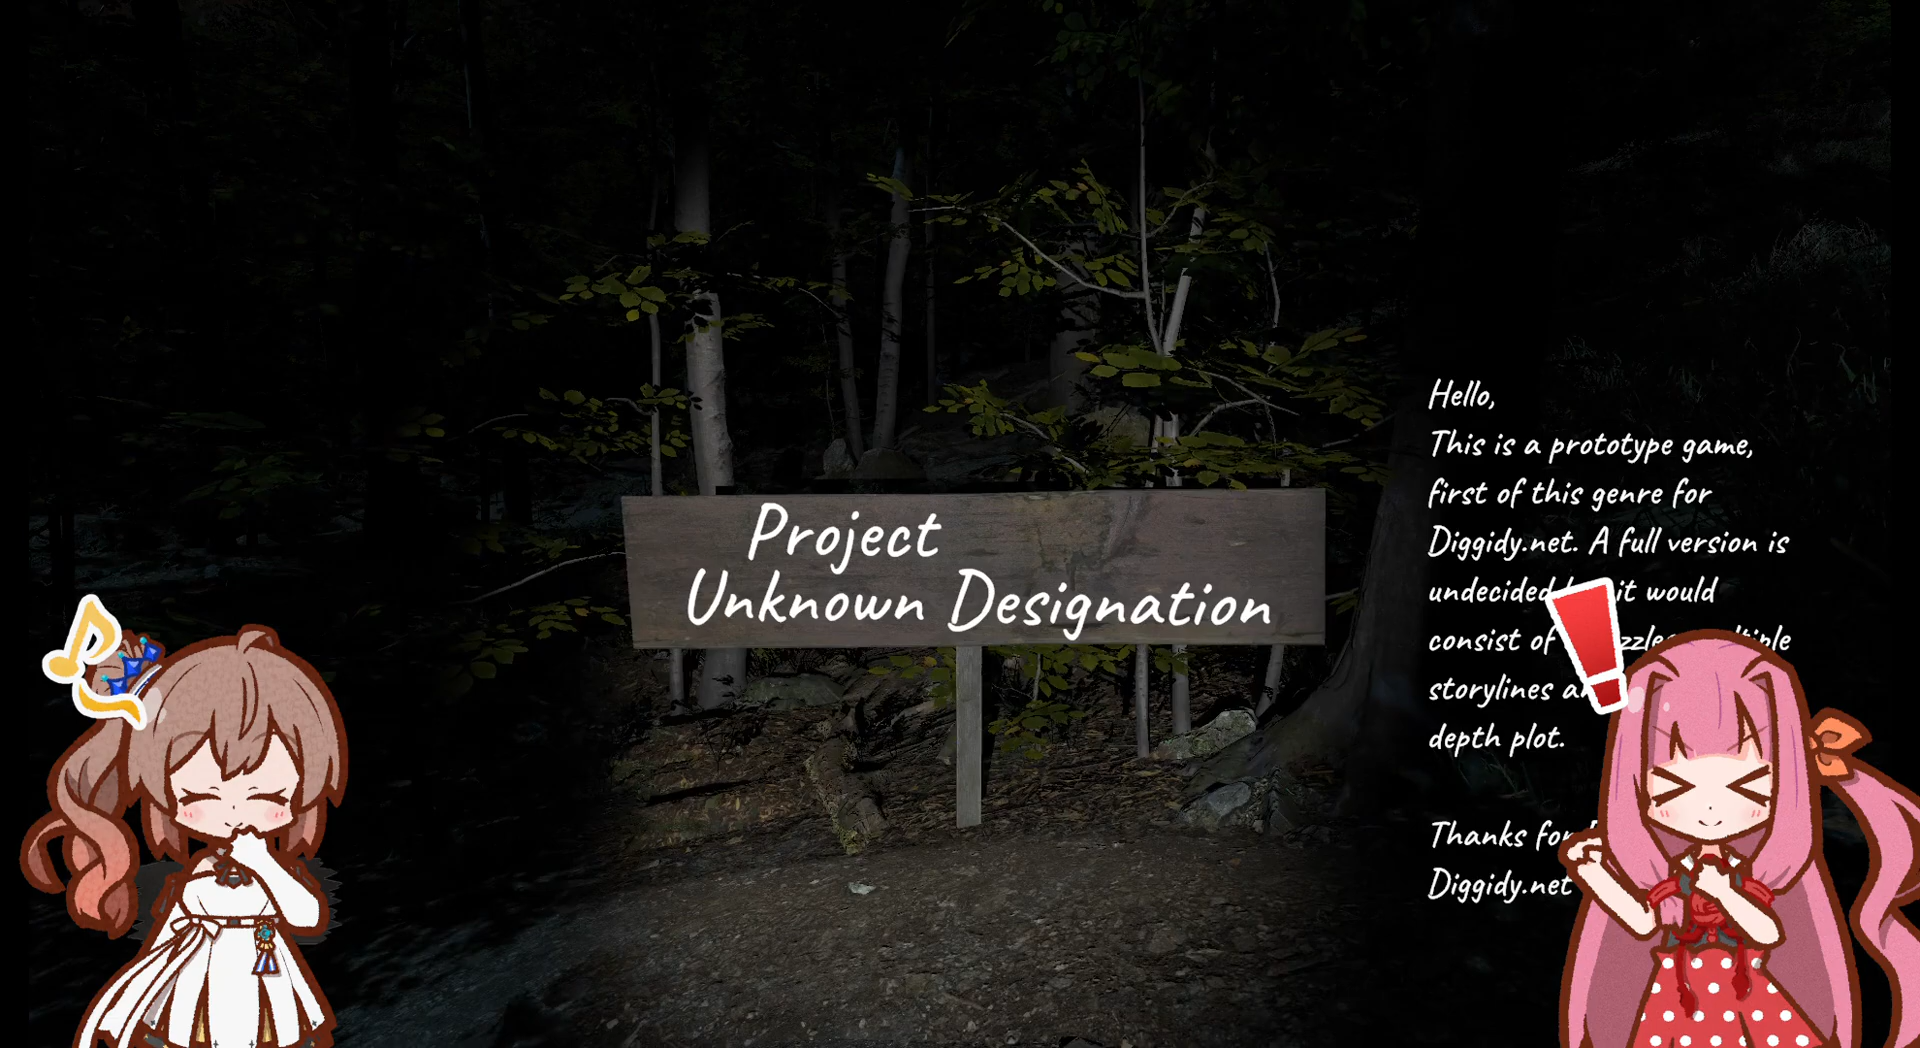 Project
Unknown Designation
Hello,
This is a prototype game,
first of this genre for
Diggidy.net. A full version is
undecided it would
consist of
storylines
depth plot.
Thanks for
Diggidy.net